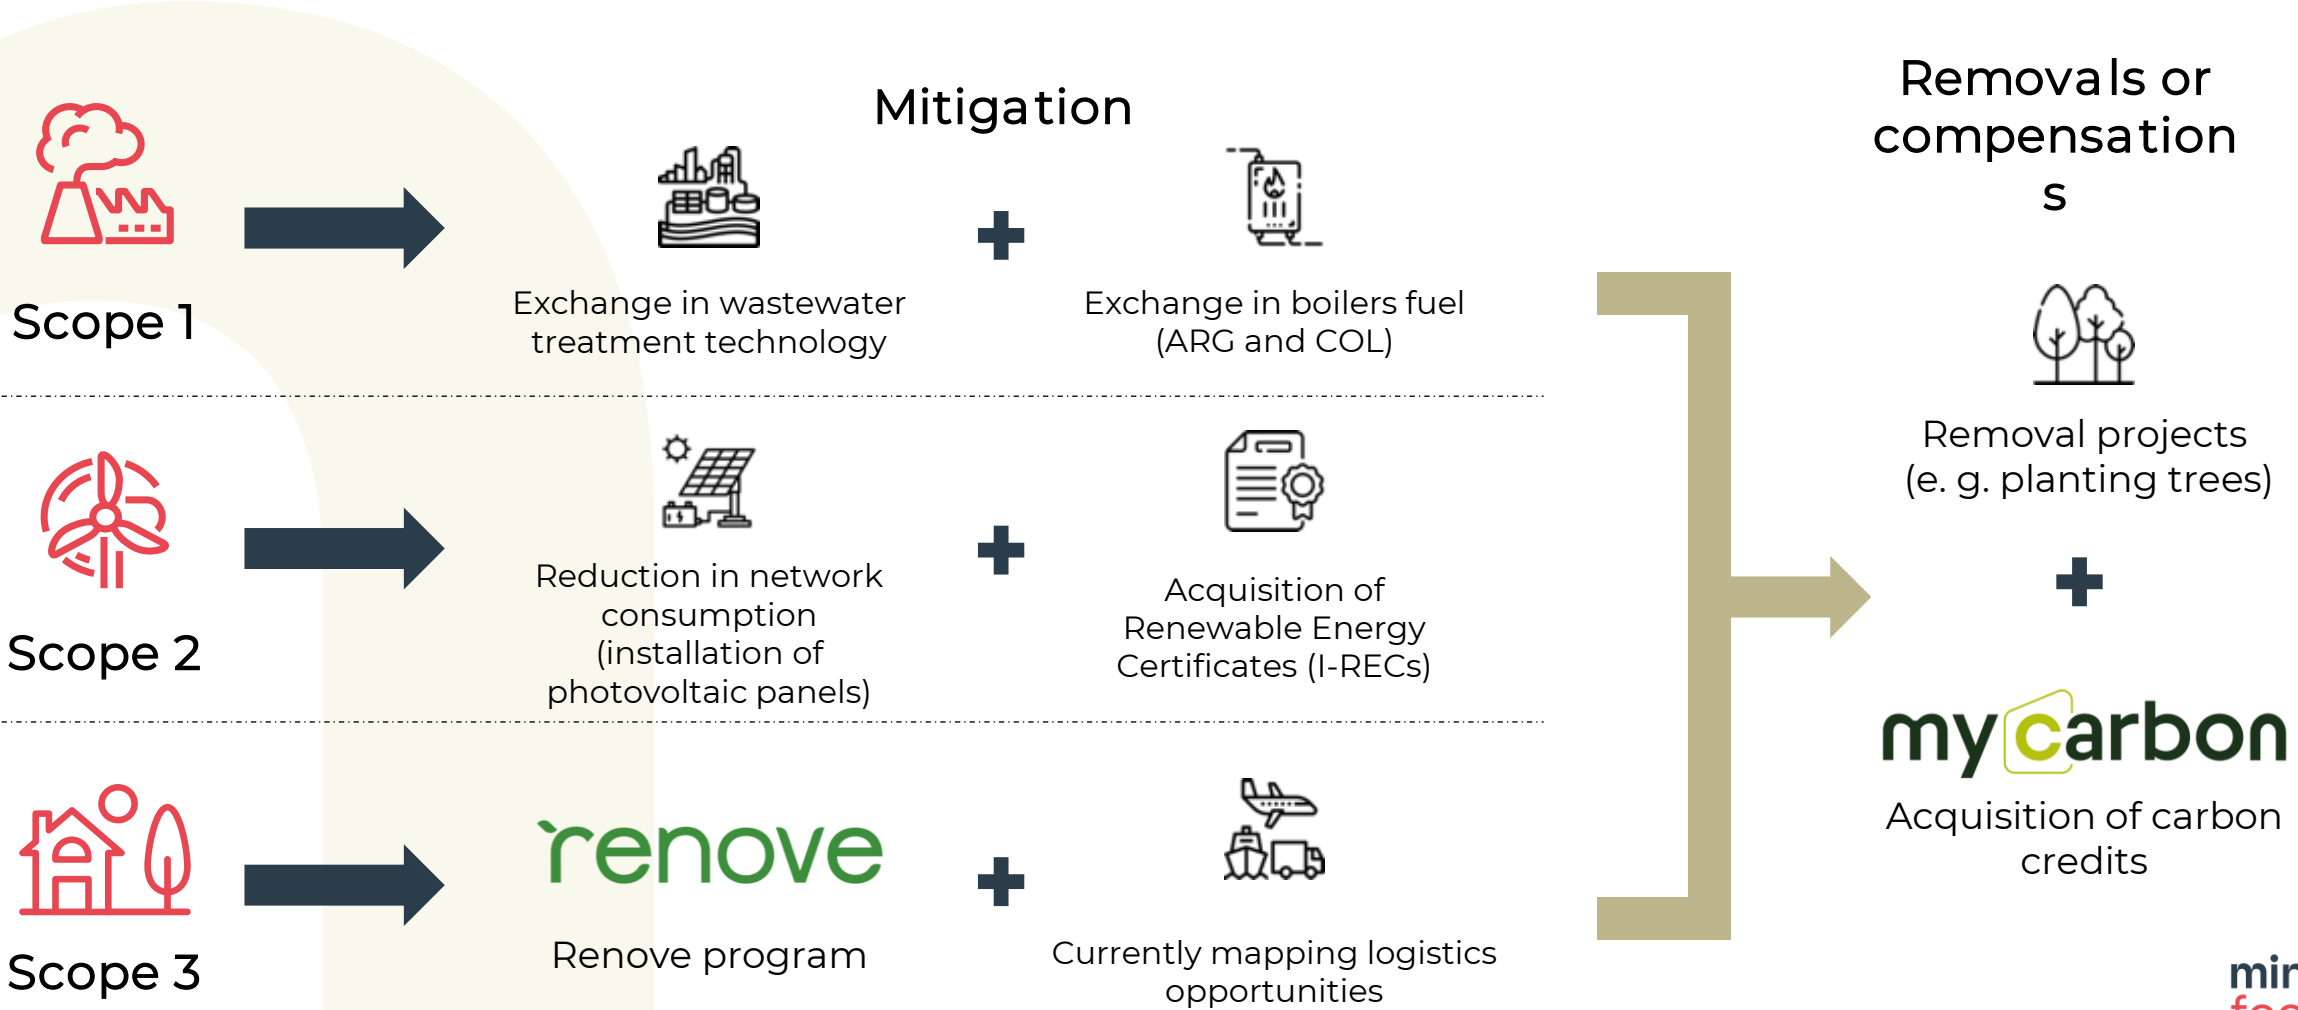 Mitigation
Removals or
compensation
s
Scope 1
Exchange in wastewater
treatment technology
Exchange in boilers fuel
(ARG and COL)
Removal projects
(e. g. planting trees)
Scope 2
Reduction in network
consumption
(installation of
photovoltaic panels)
Acquisition of
Renewable Energy
Certificates (I-RECs)
mycarbon
Acquisition of carbon
credits
Scope 3
renove
Renove program
Currently mapping logistics
opportunities